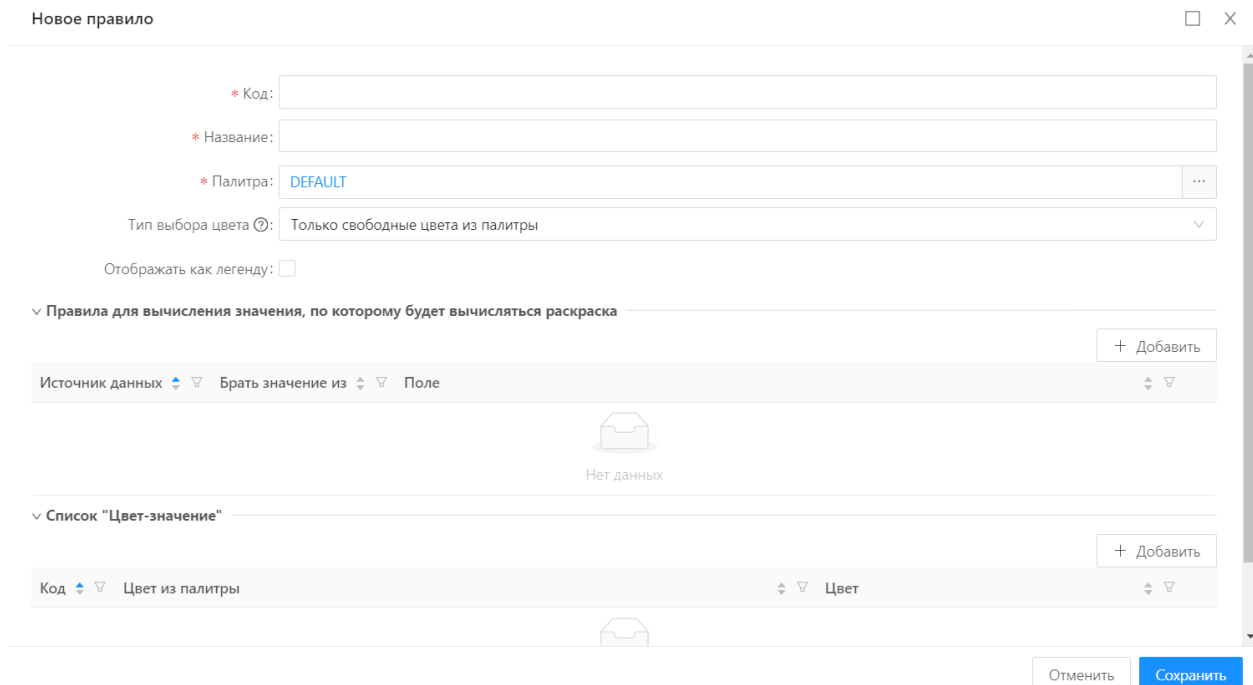 Новое правило
* Код:
* Название:
* Палитра: DEFAULT ...
Тип выбора цвета ?: Только свободные цвета из палитры
Отображать как легенду:
Правила для вычисления значения, по которому будет вычисляться раскраска
+ Добавить
Источник данных Брать значение из Поле
Нет данных
Список "Цвет-значение"
+ Добавить
Код Цвет из палитры Цвет
Отменить Сохранить